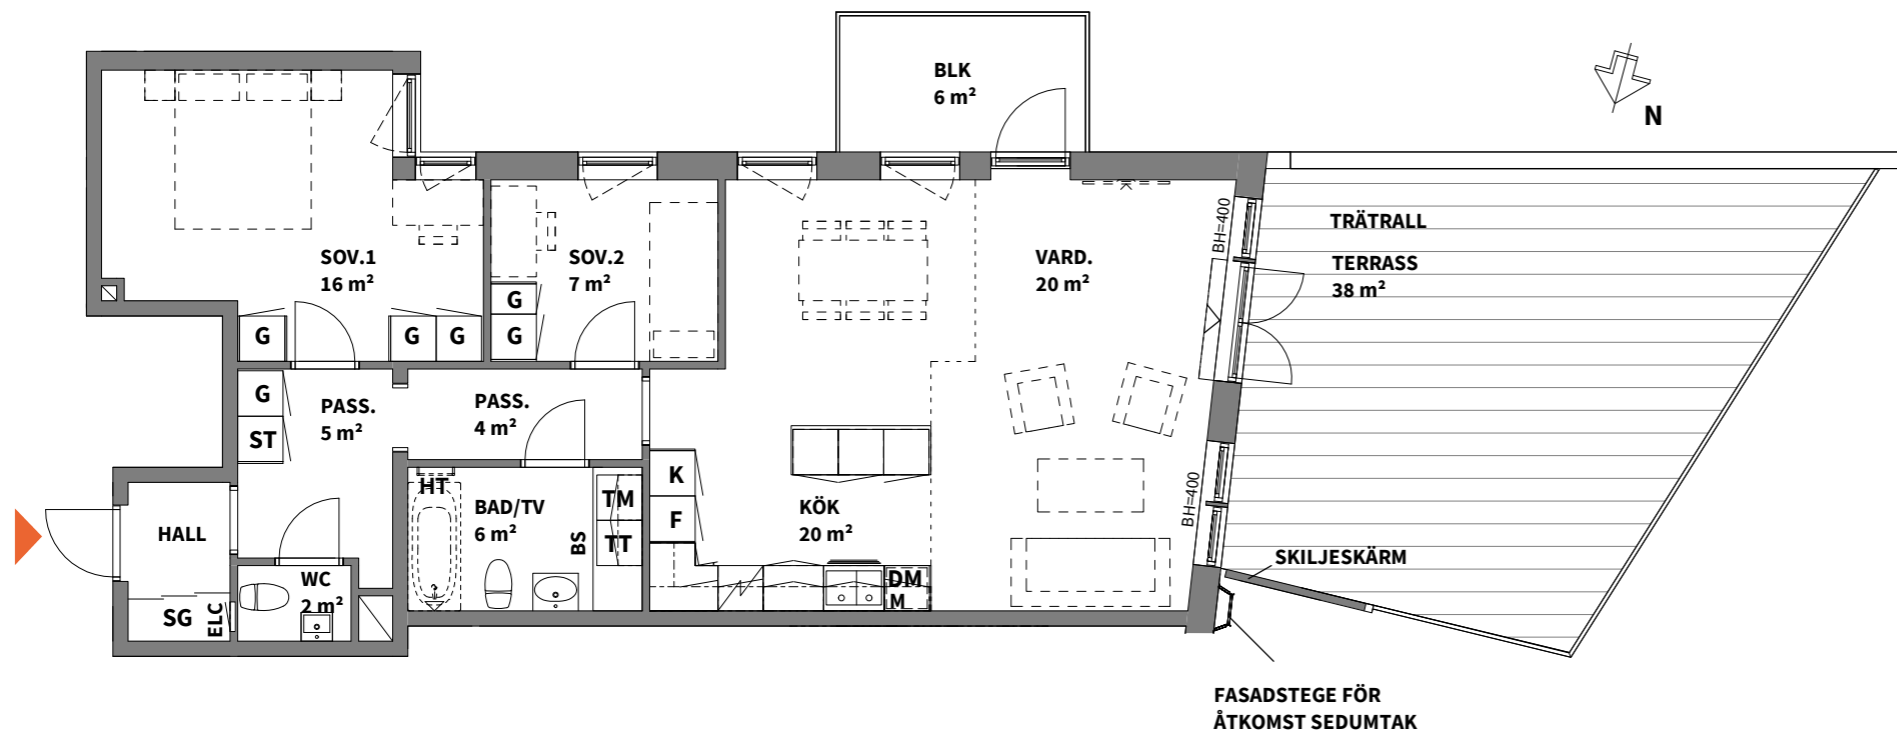 BLK
6 m²
N
BH=400
TRÄTRALL
TERRASS
38 m²
SOV.1
16 m²
SOV.2
7 m²
VARD.
20 m²
G
G
G
G
G
G
ST
PASS.
5 m²
PASS.
4 m²
HT
BAD/TV
6 m²
BS
TM
TT
K
F
KÖK
20 m²
DM
M
BH=400
HALL
SG
ELC
WC
2 m²
SKILJESKÄRM
FASADSTEGE FÖR
ÅTKOMST SEDUMTAK